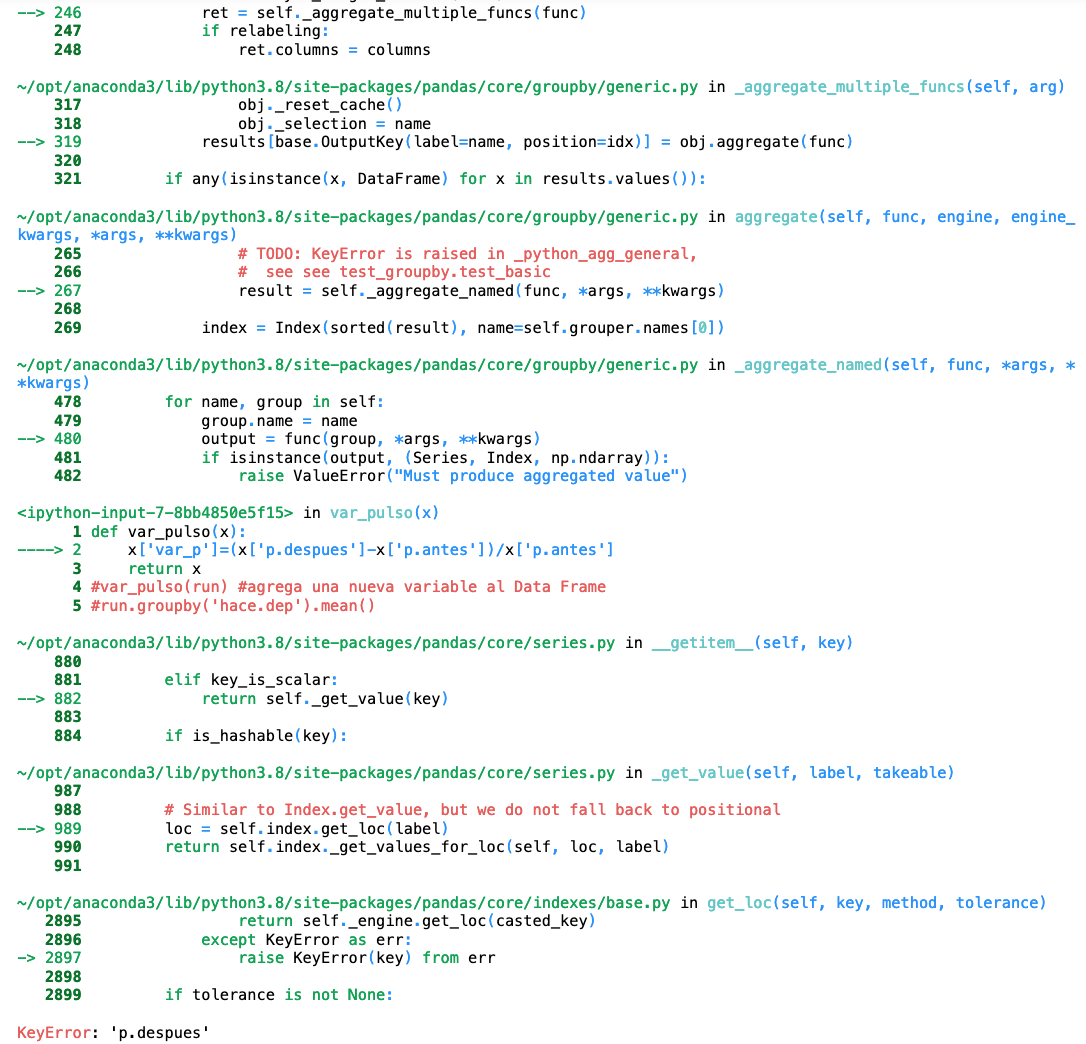 --> 246             ret = self._aggregate_multiple_funcs(func)
    247             if relabeling:
    248                 ret.columns = columns

~/opt/anaconda3/lib/python3.8/site-packages/pandas/core/groupby/generic.py in _aggregate_multiple_funcs(self, arg)
    317                 obj._reset_cache()
    318                 obj._selection = name
--> 319             results[base.OutputKey(label=name, position=idx)] = obj.aggregate(func)
    320
    321         if any(isinstance(x, DataFrame) for x in results.values()):

~/opt/anaconda3/lib/python3.8/site-packages/pandas/core/groupby/generic.py in aggregate(self, func, engine, engine_
kwargs, *args, **kwargs)
    265                 # TODO: KeyError is raised in _python_agg_general,
    266                 #  see see test_groupby.test_basic
--> 267                 result = self._aggregate_named(func, *args, **kwargs)
    268
    269             index = Index(sorted(result), name=self.grouper.names[0])

~/opt/anaconda3/lib/python3.8/site-packages/pandas/core/groupby/generic.py in _aggregate_named(self, func, *args, *
*kwargs)
    478         for name, group in self:
    479             group.name = name
--> 480             output = func(group, *args, **kwargs)
    481             if isinstance(output, (Series, Index, np.ndarray)):
    482                 raise ValueError("Must produce aggregated value")

<ipython-input-7-8bb4850e5f15> in var_pulso(x)
      1 def var_pulso(x):
----> 2     x['var_p']=(x['p.despues']-x['p.antes'])/x['p.antes']
      3     return x
      4 #var_pulso(run) #agrega una nueva variable al Data Frame
      5 #run.groupby('hace.dep').mean()

~/opt/anaconda3/lib/python3.8/site-packages/pandas/core/series.py in __getitem__(self, key)
    880
    881         elif key_is_scalar:
--> 882             return self._get_value(key)
    883
    884         if is_hashable(key):

~/opt/anaconda3/lib/python3.8/site-packages/pandas/core/series.py in _get_value(self, label, takeable)
    987
    988         # Similar to Index.get_value, but we do not fall back to positional
--> 989         loc = self.index.get_loc(label)
    990         return self.index._get_values_for_loc(self, loc, label)
    991

~/opt/anaconda3/lib/python3.8/site-packages/pandas/core/indexes/base.py in get_loc(self, key, method, tolerance)
   2895                 return self._engine.get_loc(casted_key)
   2896             except KeyError as err:
-> 2897                 raise KeyError(key) from err
   2898
   2899         if tolerance is not None:

KeyError: 'p.despues'